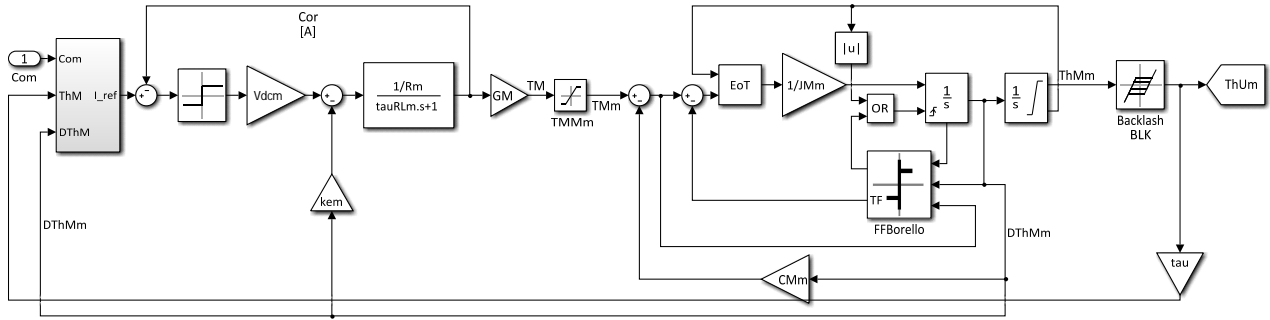 Cor
[A]
1
Com
Com
ThM
DThM
I_ref
+
-
Vdcm
+
-
1/Rm
tauRLm.s+1
GM
TM
TMMm
TMm
+
-
+
-
EoT
1/JMm
|u|
OR
1
s
1
s
ThMm
Backlash
BLK
ThUm
kem
TF
FFBorello
DThMm
DThMm
CMm
tau